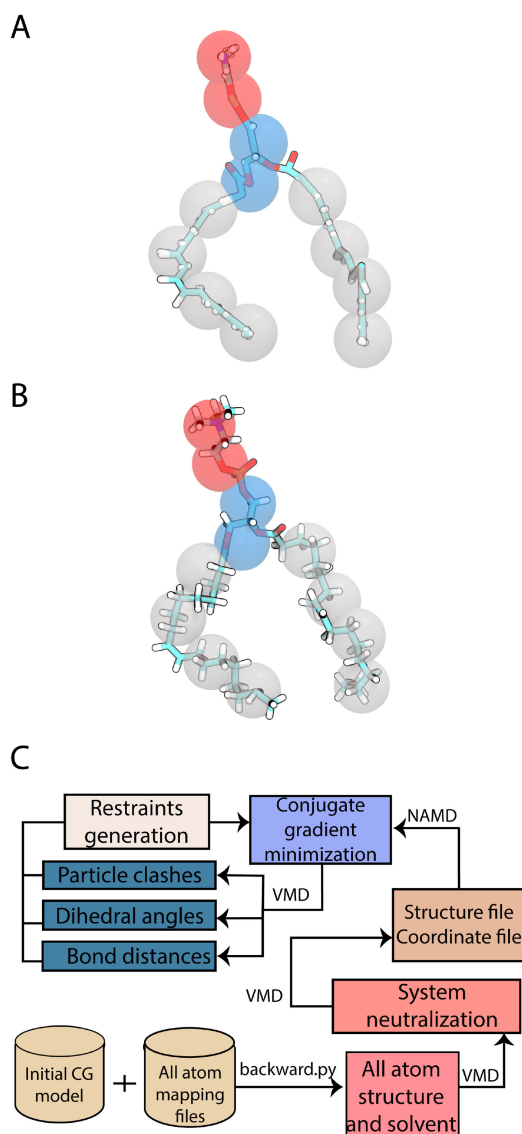 A
B
C
Restraints
generation
Conjugate
gradient
minimization
NAMD
Particle clashes
Dihedral angles
Bond distances
VMD
Structure file
Coordinate file
VMD
System
neutralization
Initial CG
model
+
All atom
mapping
files
backward.py
All atom
structure
and solvent
VMD